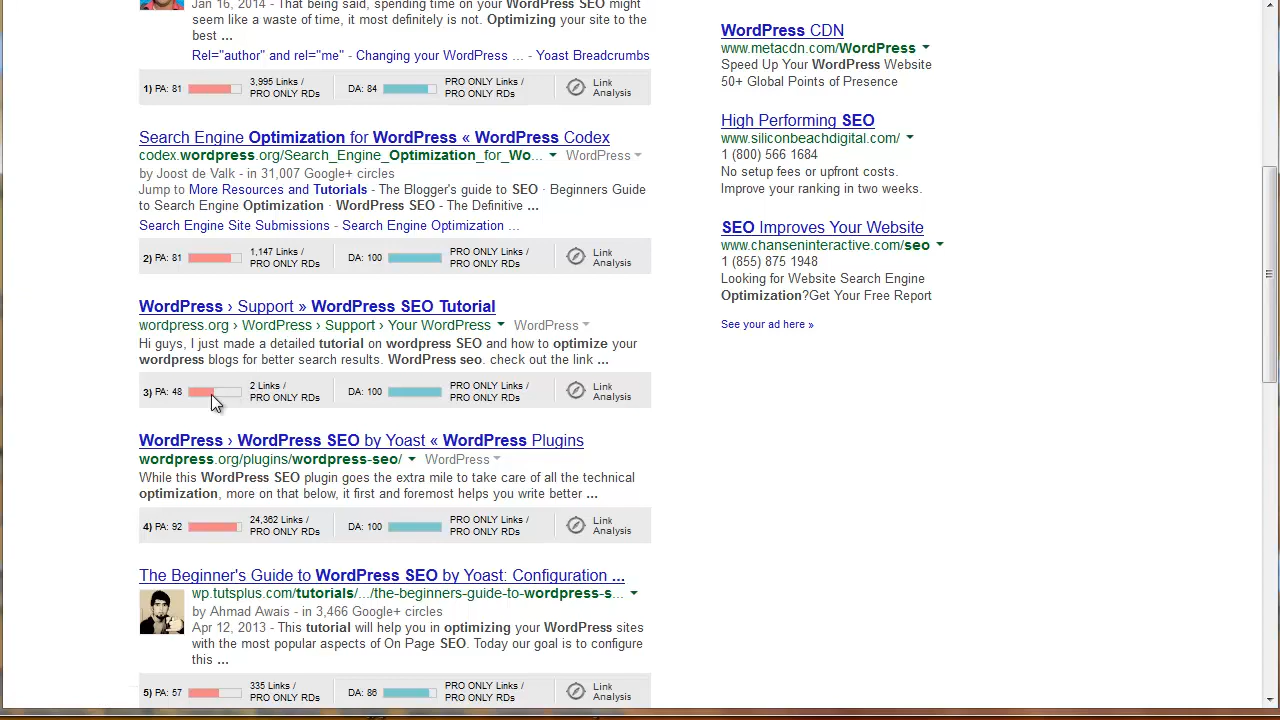 Jan 16, 2014 - That being said, spending time on your WordPress SEO might
seem like a waste of time, it most definitely is not. Optimizing your site to the
best ...
Rel="author" and rel="me" - Changing your WordPress ... - Yoast Breadcrumbs
1) PA: 81
3,995 Links /
PRO ONLY RDs
DA: 84
PRO ONLY Links /
PRO ONLY RDs
Link
Analysis
Search Engine Optimization for WordPress « WordPress Codex
codex.wordpress.org/Search_Engine_Optimization_for_Wo... WordPress
by Joost de Valk - in 31,007 Google+ circles
Jump to More Resources and Tutorials - The Blogger's guide to SEO · Beginners Guide
to Search Engine Optimization · WordPress SEO - The Definitive ...
Search Engine Site Submissions - Search Engine Optimization ...
2) PA: 81
1,147 Links /
PRO ONLY RDs
DA: 100
PRO ONLY Links /
PRO ONLY RDs
Link
Analysis
WordPress › Support » WordPress SEO Tutorial
wordpress.org › WordPress › Support › Your WordPress WordPress
Hi guys, I just made a detailed tutorial on wordpress SEO and how to optimize your
wordpress blogs for better search results. WordPress seo. check out the link ...
3) PA: 48
2 Links /
PRO ONLY RDs
DA: 100
PRO ONLY Links /
PRO ONLY RDs
Link
Analysis
WordPress › WordPress SEO by Yoast « WordPress Plugins
wordpress.org/plugins/wordpress-seo/ WordPress
While this WordPress SEO plugin goes the extra mile to take care of all the technical
optimization, more on that below, it first and foremost helps you write better ...
4) PA: 92
24,362 Links /
PRO ONLY RDs
DA: 100
PRO ONLY Links /
PRO ONLY RDs
Link
Analysis
The Beginner's Guide to WordPress SEO by Yoast: Configuration ...
wp.tutsplus.com/tutorials/.../the-beginners-guide-to-wordpress-s...
by Ahmad Awais - in 3,466 Google+ circles
Apr 12, 2013 - This tutorial will help you in optimizing your WordPress sites
with the most popular aspects of On Page SEO. Today our goal is to configure
this ...
5) PA: 57
335 Links /
PRO ONLY RDs
DA: 86
PRO ONLY Links /
PRO ONLY RDs
Link
Analysis
WordPress CDN
www.metacdn.com/WordPress
Speed Up Your WordPress Website
50+ Global Points of Presence
High Performing SEO
www.siliconbeachdigital.com/
1 (800) 566 1684
No setup fees or upfront costs.
Improve your ranking in two weeks.
SEO Improves Your Website
www.chanseninteractive.com/seo
1 (855) 875 1948
Looking for Website Search Engine
Optimization?Get Your Free Report
See your ad here »